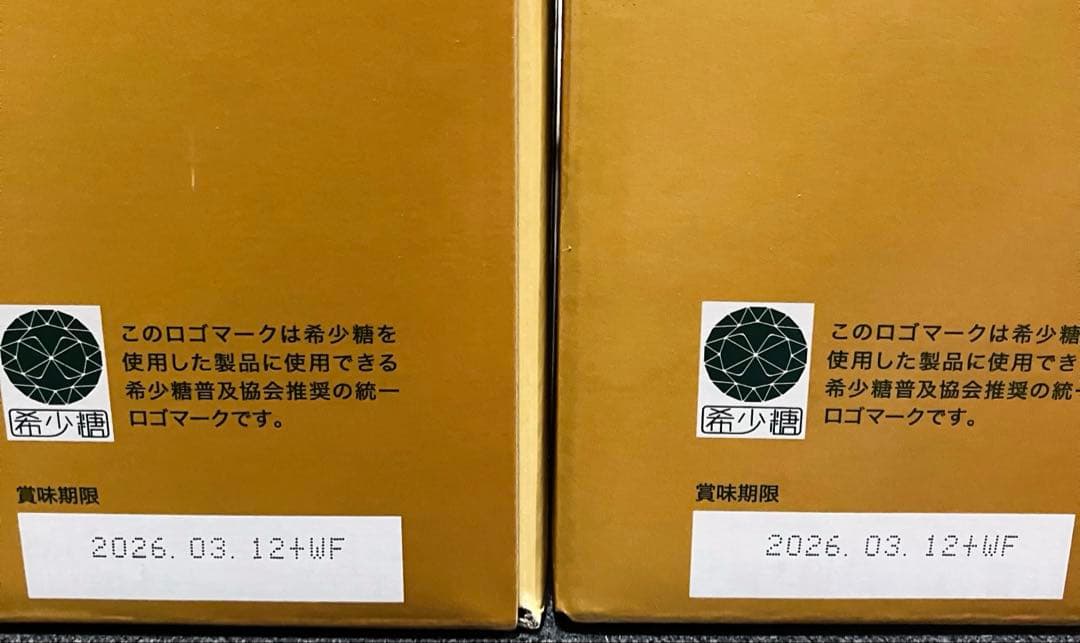 このロゴマークは希少糖を
使用した製品に使用できる
希少糖普及協会推奨の統一
ロゴマークです。
希少糖
賞味期限
2026.03.12+WF
このロゴマークは希少糖
使用した製品に使用でき
希少糖普及協会推奨の統一
ロゴマークです。
希少糖
賞味期限
2026.03.12+WF